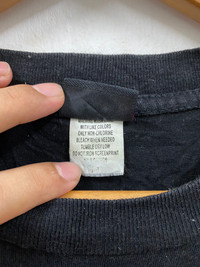 WITH LIKE COLORS
ONLY NON-CHLORINE
BLEACH WHEN NEEDED
TUMBLE DRY LOW
DO NOT IRON SCREENPRINT